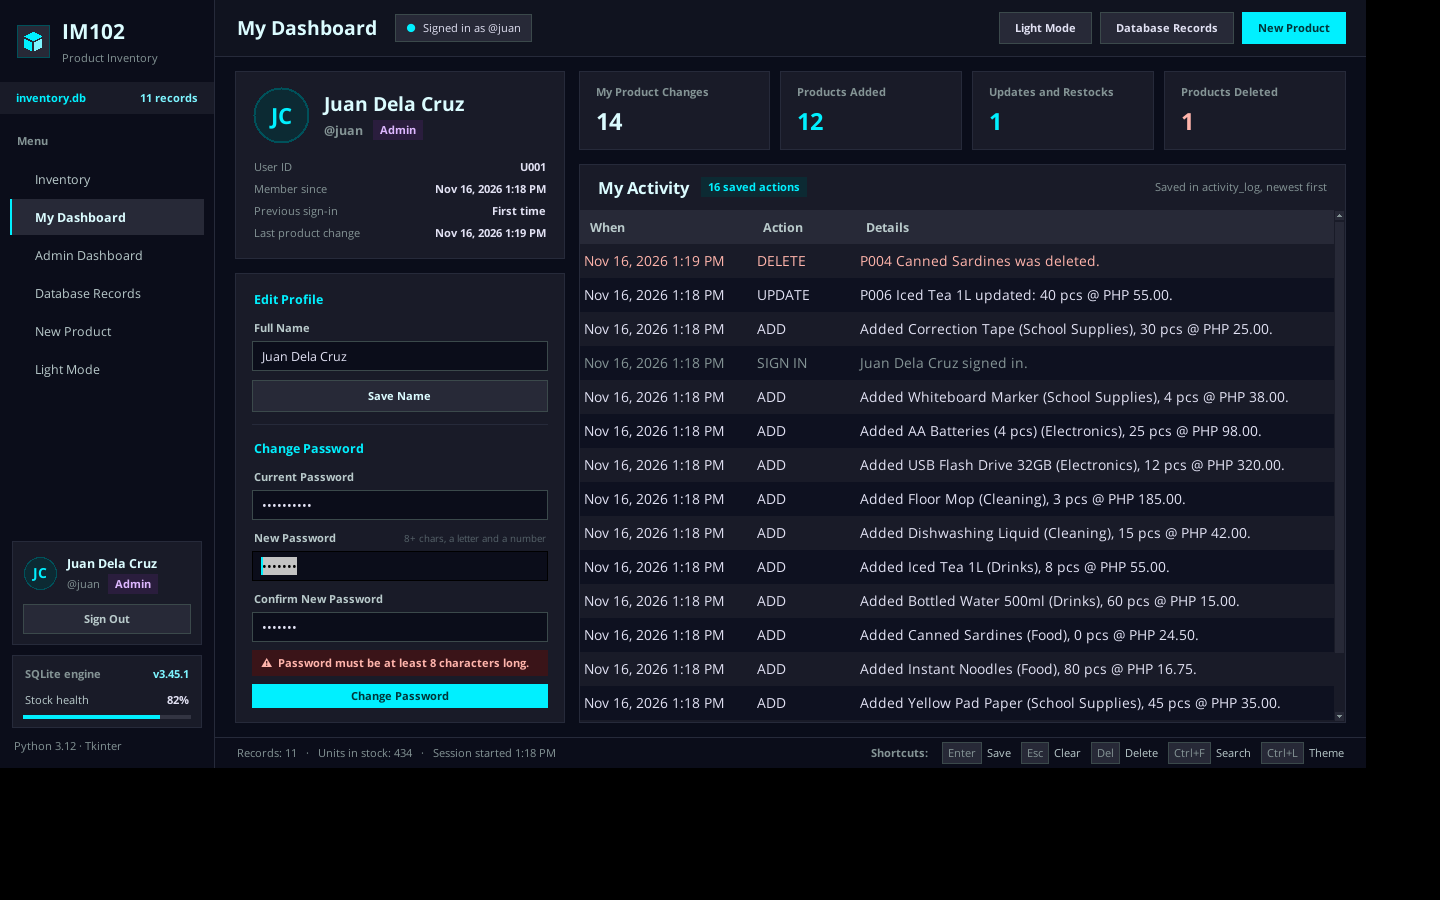 IM102
Product Inventory
inventory.db 11 records
Menu
Inventory
My Dashboard
Admin Dashboard
Database Records
New Product
Light Mode
JC Juan Dela Cruz
@juan Admin
Sign Out
SQLite engine v3.45.1
Stock health 82%
Python 3.12 · Tkinter
My Dashboard Signed in as @juan Light Mode Database Records New Product
JC Juan Dela Cruz
@juan Admin
User ID U001
Member since Nov 16, 2026 1:18 PM
Previous sign-in First time
Last product change Nov 16, 2026 1:19 PM
Edit Profile
Full Name
Juan Dela Cruz
Save Name
Change Password
Current Password
••••••••••
New Password 8+ chars, a letter and a number
•••••••
Confirm New Password
•••••••
⚠ Password must be at least 8 characters long.
Change Password
My Product Changes
14
Products Added
12
Updates and Restocks
1
Products Deleted
1
My Activity 16 saved actions Saved in activity_log, newest first
When Action Details
Nov 16, 2026 1:19 PM DELETE P004 Canned Sardines was deleted.
Nov 16, 2026 1:18 PM UPDATE P006 Iced Tea 1L updated: 40 pcs @ PHP 55.00.
Nov 16, 2026 1:18 PM ADD Added Correction Tape (School Supplies), 30 pcs @ PHP 25.00.
Nov 16, 2026 1:18 PM SIGN IN Juan Dela Cruz signed in.
Nov 16, 2026 1:18 PM ADD Added Whiteboard Marker (School Supplies), 4 pcs @ PHP 38.00.
Nov 16, 2026 1:18 PM ADD Added AA Batteries (4 pcs) (Electronics), 25 pcs @ PHP 98.00.
Nov 16, 2026 1:18 PM ADD Added USB Flash Drive 32GB (Electronics), 12 pcs @ PHP 320.00.
Nov 16, 2026 1:18 PM ADD Added Floor Mop (Cleaning), 3 pcs @ PHP 185.00.
Nov 16, 2026 1:18 PM ADD Added Dishwashing Liquid (Cleaning), 15 pcs @ PHP 42.00.
Nov 16, 2026 1:18 PM ADD Added Iced Tea 1L (Drinks), 8 pcs @ PHP 55.00.
Nov 16, 2026 1:18 PM ADD Added Bottled Water 500ml (Drinks), 60 pcs @ PHP 15.00.
Nov 16, 2026 1:18 PM ADD Added Canned Sardines (Food), 0 pcs @ PHP 24.50.
Nov 16, 2026 1:18 PM ADD Added Instant Noodles (Food), 80 pcs @ PHP 16.75.
Nov 16, 2026 1:18 PM ADD Added Yellow Pad Paper (School Supplies), 45 pcs @ PHP 35.00.
Records: 11 · Units in stock: 434 · Session started 1:18 PM Shortcuts: Enter Save Esc Clear Del Delete Ctrl+F Search Ctrl+L Theme